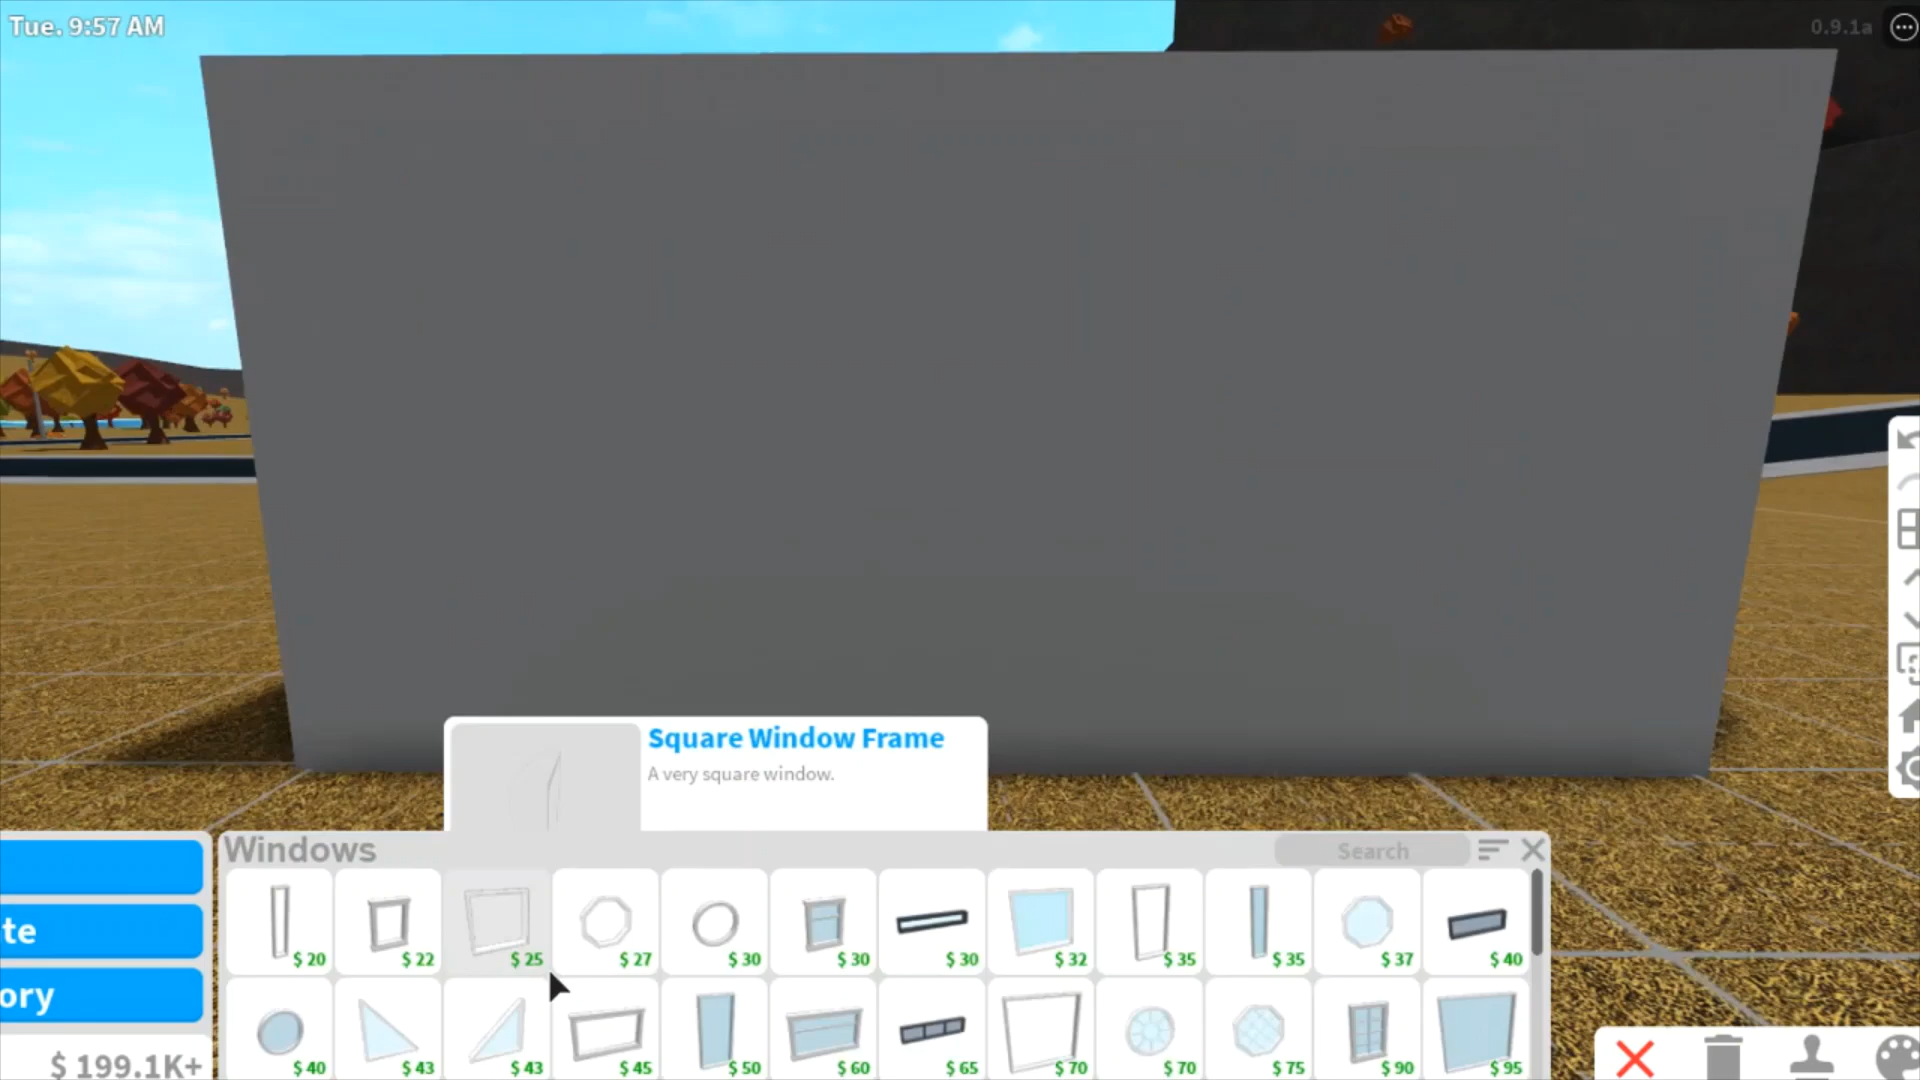 Tue. 9:57 AM
0.9.1a
Square Window Frame
A very square window.
Windows
Search
$ 20
$ 22
$ 25
$ 27
$ 30
$ 30
$ 30
$ 32
$ 35
$ 35
$ 37
$ 40
te
ory
$ 40
$ 43
$ 43
$ 45
$ 50
$ 60
$ 65
$ 70
$ 70
$ 75
$ 90
$ 95
$ 199.1K+